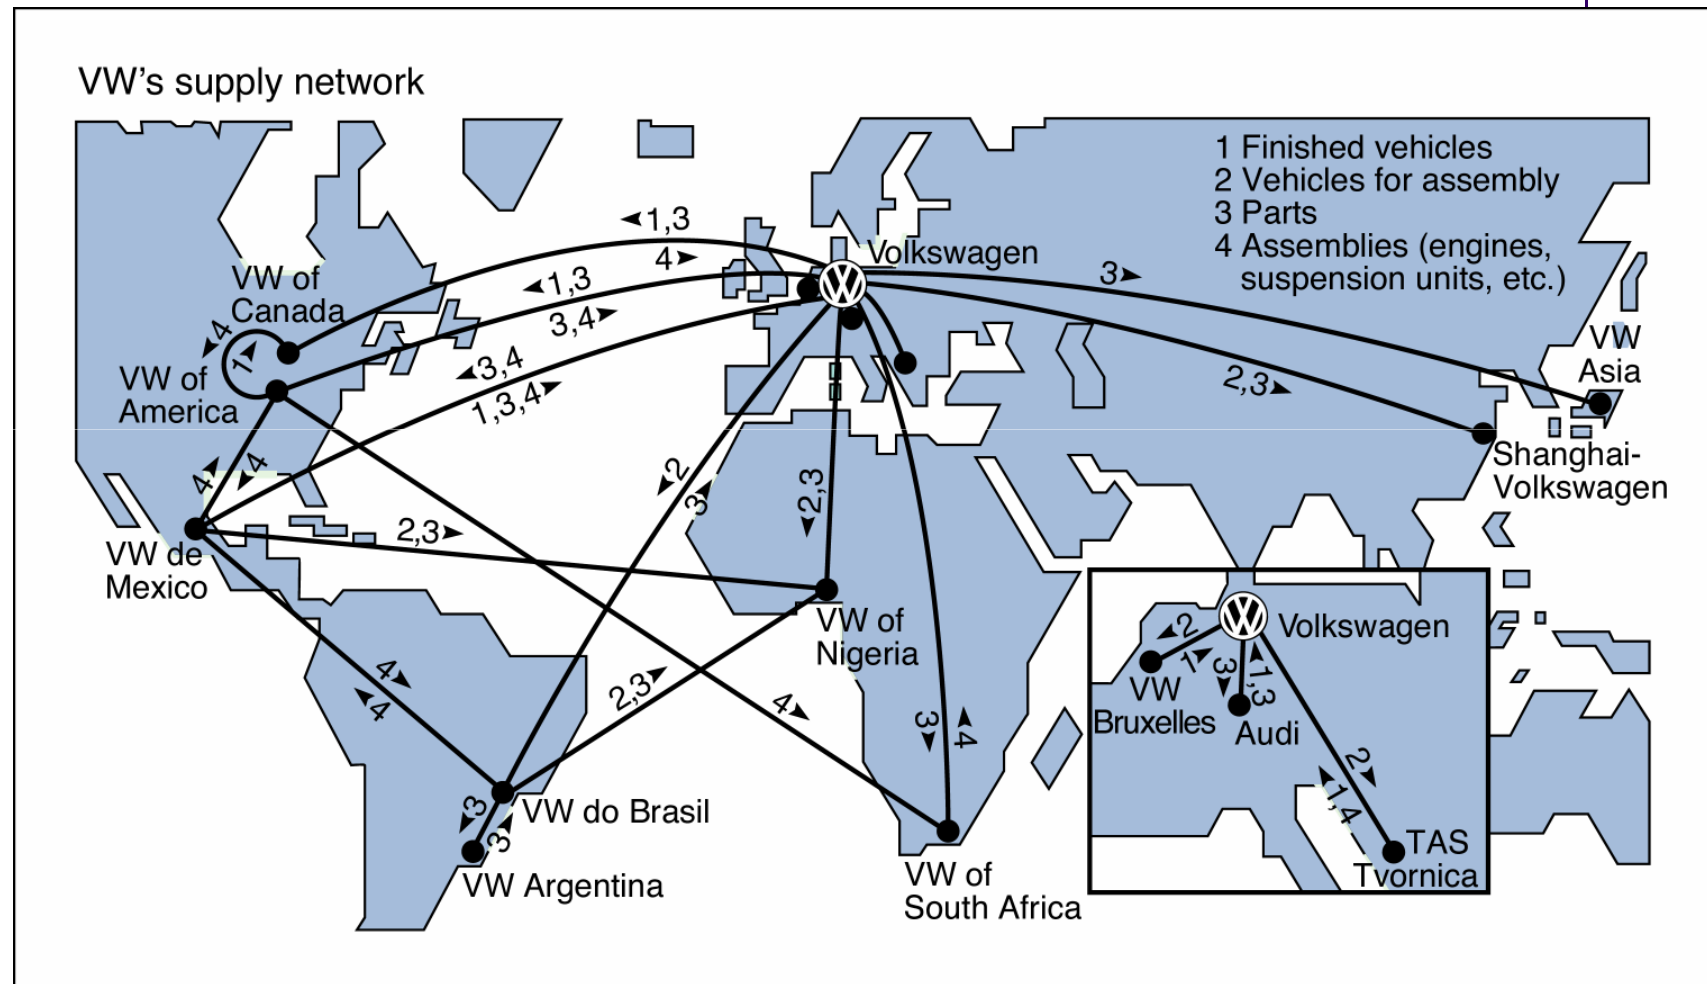 VW's supply network
1 Finished vehicles
2 Vehicles for assembly
3 Parts
4 Assemblies (engines,
suspension units, etc.)
◄1,3
4►
Volkswagen
◄1,3
3,4►
3►
VW of
Canada
◄4
1►
◄3,4
1,3,4►
VW
Asia
2,3►
VW of
America
Shanghai-
Volkswagen
4►
◄4
◄2
3►
◄2,3
2,3►
VW de
Mexico
VW of
Nigeria
4►
◄4
2,3►
4►
3►
◄4
VW do Brasil
◄3
3►
VW Argentina
VW of
South Africa
Volkswagen
◄2
1►
3►
◄1,3
VW
Bruxelles
Audi
2►
◄1,4
TAS
Tvornica